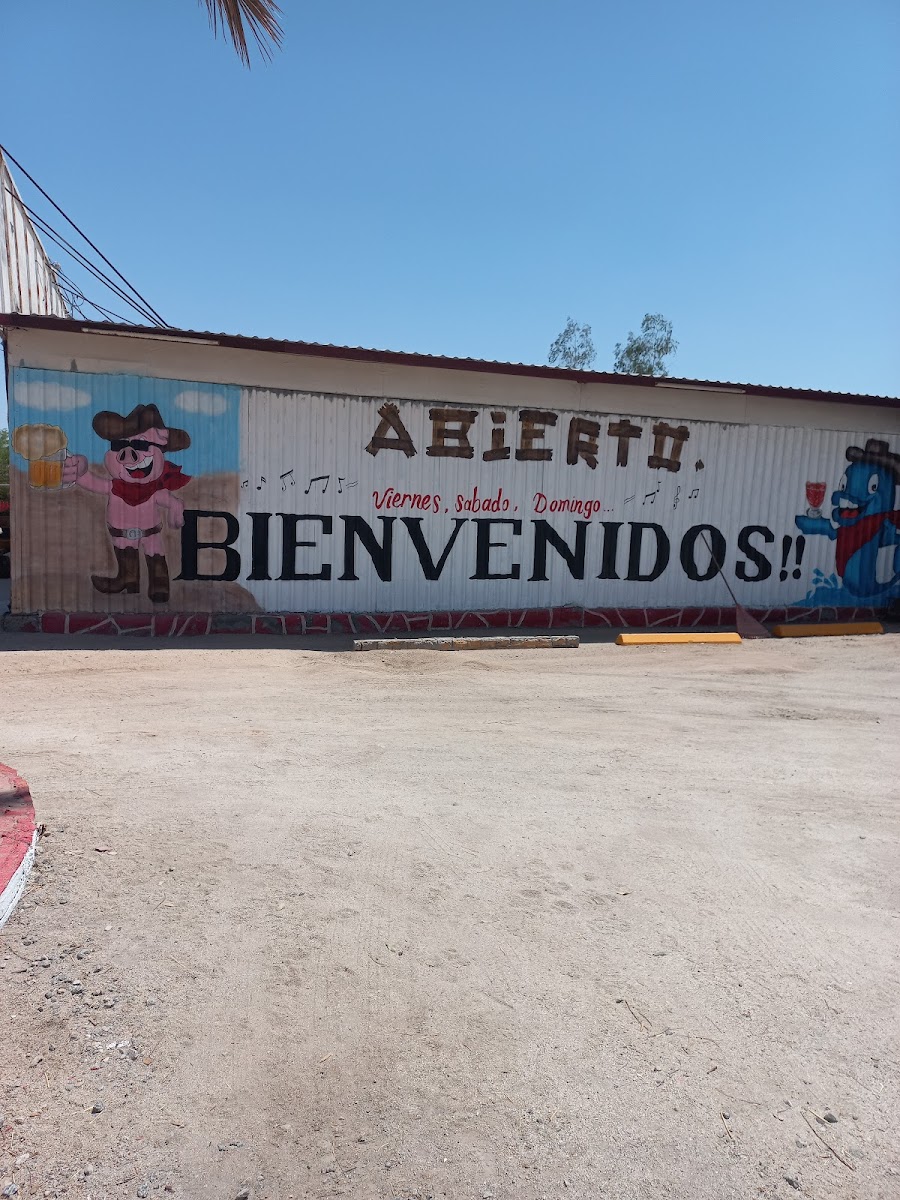 ABiERTO.
Viernes, sabado, Domingo...
BIENVENIDOS!!